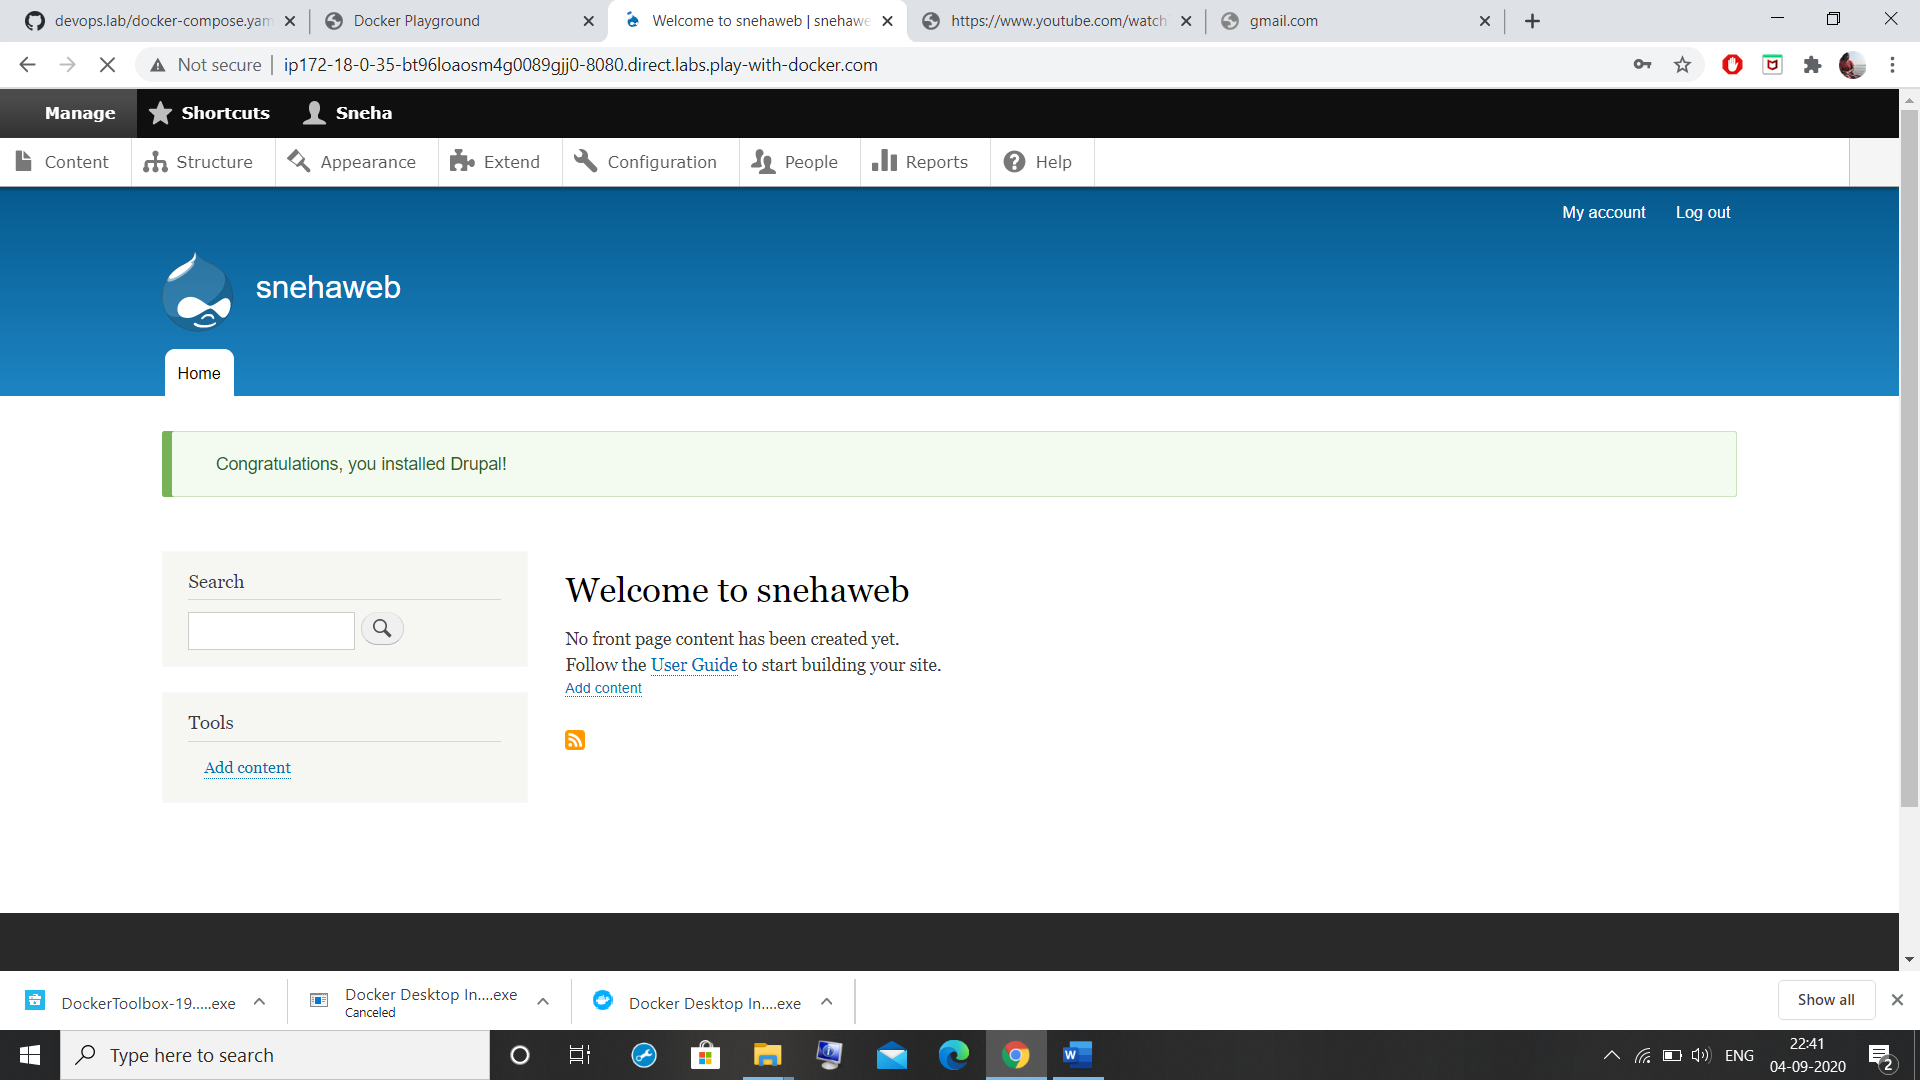 devops.lab/docker-compose.yam
Docker Playground
Welcome to snehaweb | snehawe
https://www.youtube.com/watch
gmail.com
Not secure
ip172-18-0-35-bt96loaosm4g0089gjj0-8080.direct.labs.play-with-docker.com
Manage Shortcuts Sneha
Content Structure Appearance Extend Configuration People Reports Help
My account Log out
snehaweb
Home
Congratulations, you installed Drupal!
Search
Welcome to snehaweb
No front page content has been created yet.
Follow the User Guide to start building your site.
Add content
Tools
Add content
DockerToolbox-19.....exe
Docker Desktop In....exe
Canceled
Docker Desktop In....exe
Show all
Type here to search
ENG
22:41
04-09-2020
2